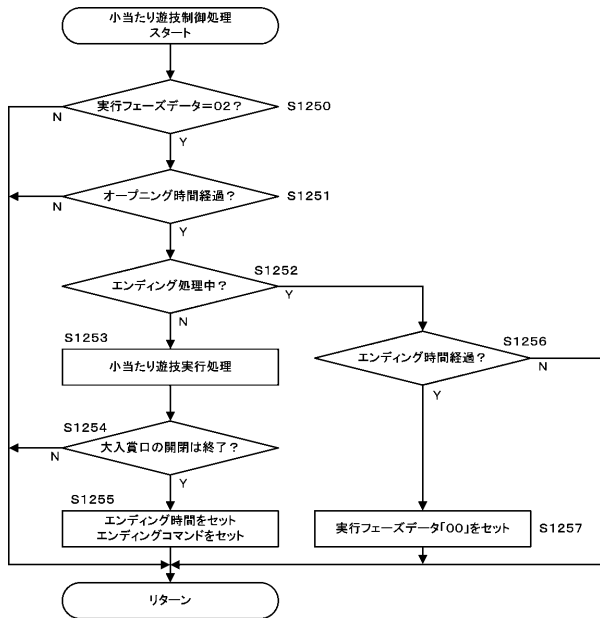 小当たり遊技制御処理
スタート
実行フェーズデータ＝０２？
S1250
N
Y
オープニング時間経過？
S1251
N
Y
エンディング処理中？
S1252
Y
N
S1253
小当たり遊技実行処理
エンディング時間経過？
S1256
N
Y
S1254
大入賞口の開閉は終了？
N
Y
S1255
エンディング時間をセット
エンディングコマンドをセット
実行フェーズデータ「００」をセット
S1257
リターン